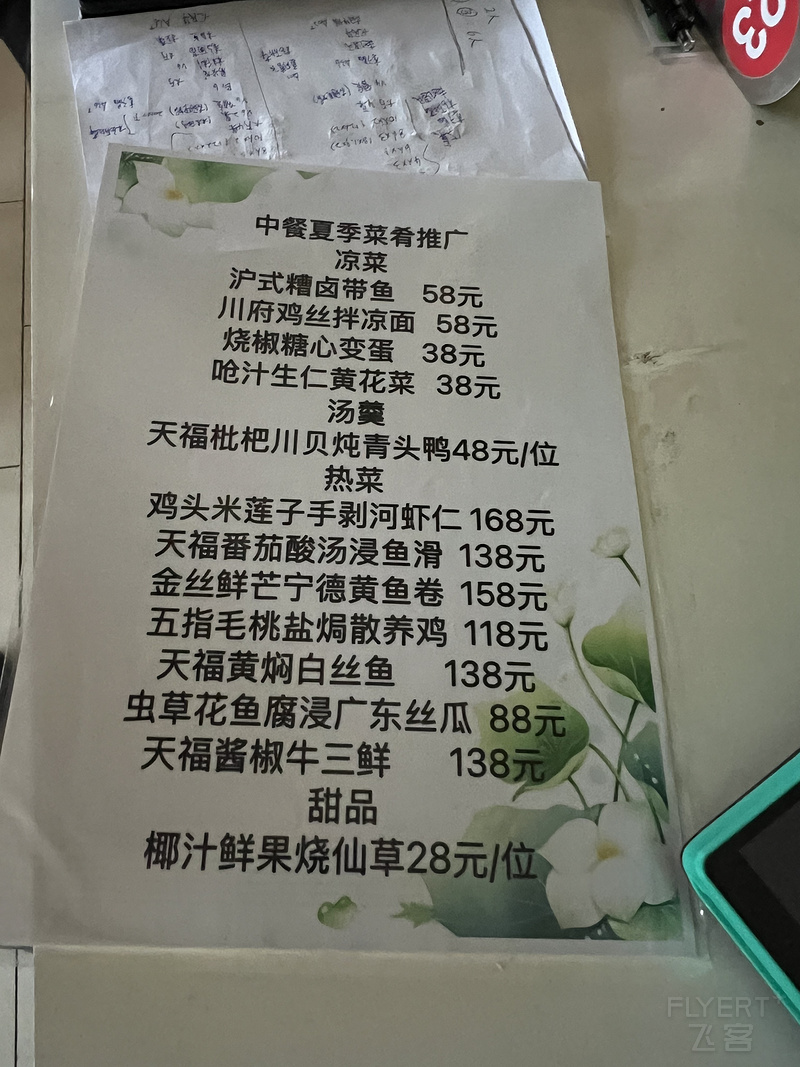 中餐夏季菜肴推广
凉菜
沪式糟卤带鱼 58元
川府鸡丝拌凉面 58元
烧椒糖心变蛋 38元
呛汁生仁黄花菜 38元
汤羹
天福枇杷川贝炖青头鸭48元/位
热菜
鸡头米莲子手剥河虾仁 168元
天福番茄酸汤浸鱼滑 138元
金丝鲜芒宁德黄鱼卷 158元
五指毛桃盐焗散养鸡 118元
天福黄焖白丝鱼 138元
虫草花鱼腐浸广东丝瓜 88元
天福酱椒牛三鲜 138元
甜品
椰汁鲜果烧仙草28元/位
FLYERT
飞客